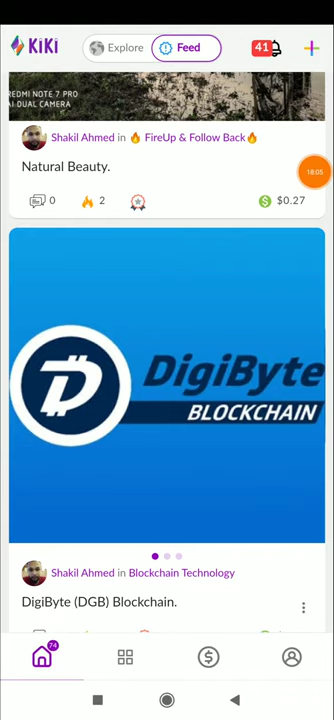 KiKi
Explore
Feed
41
REDMI NOTE 7 PRO
AI DUAL CAMERA
Shakil Ahmed in 🔥 FireUp & Follow Back🔥
18:05
Natural Beauty.
0
2
$0.27
DigiByte
BLOCKCHAIN
Shakil Ahmed in Blockchain Technology
DigiByte (DGB) Blockchain.
74